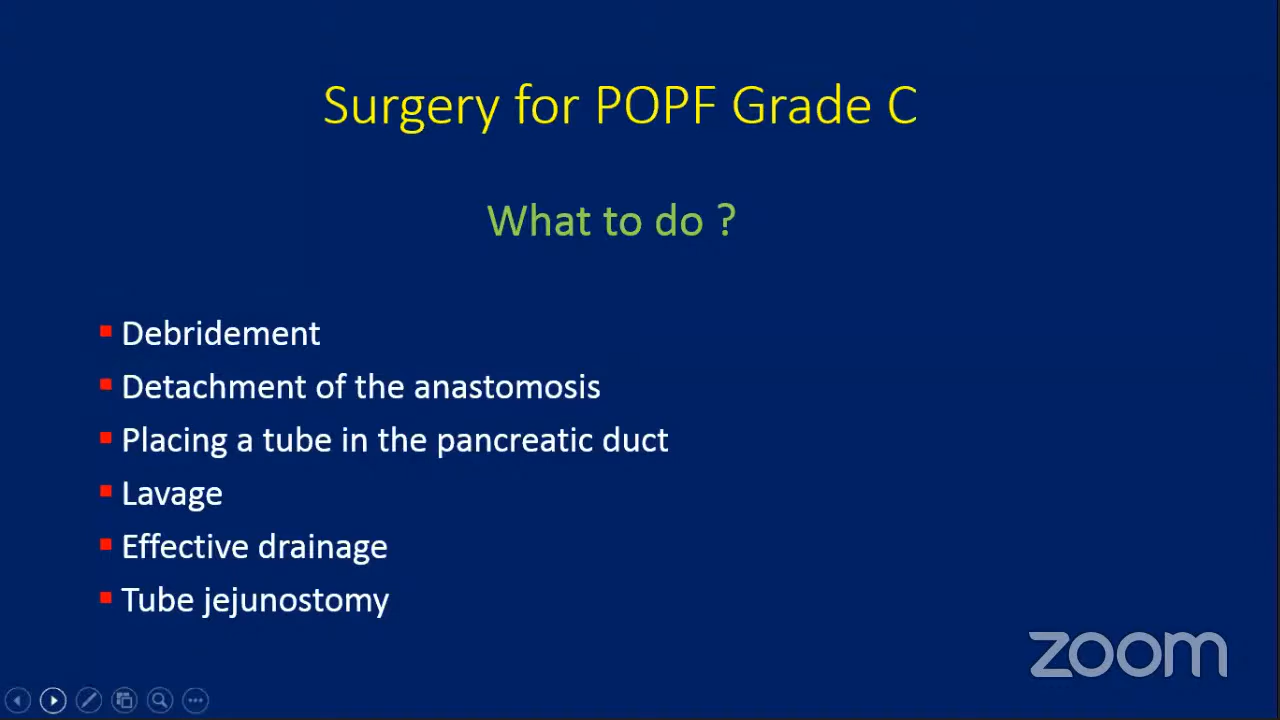 Surgery for POPF Grade C
What to do ?
Debridement
Detachment of the anastomosis
Placing a tube in the pancreatic duct
Lavage
Effective drainage
Tube jejunostomy
zoom